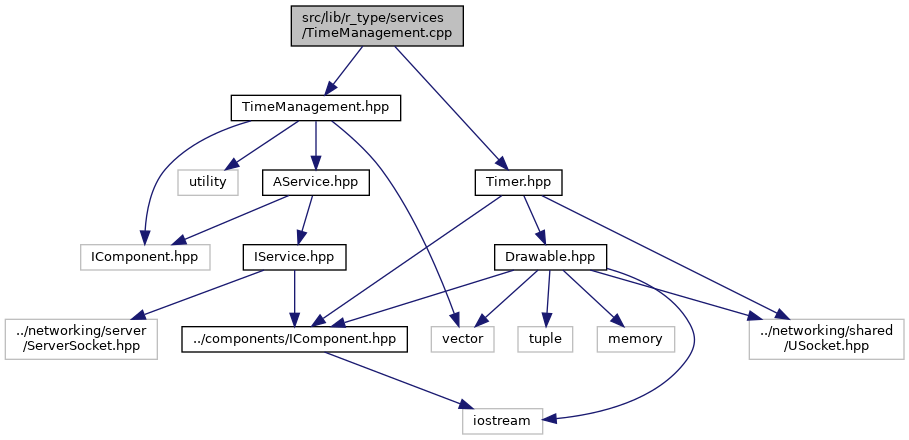 src/lib/r_type/services
/TimeManagement.cpp
TimeManagement.hpp
utility
AService.hpp
Timer.hpp
IComponent.hpp
IService.hpp
Drawable.hpp
../networking/server
/ServerSocket.hpp
../components/IComponent.hpp
vector
tuple
memory
../networking/shared
/USocket.hpp
iostream